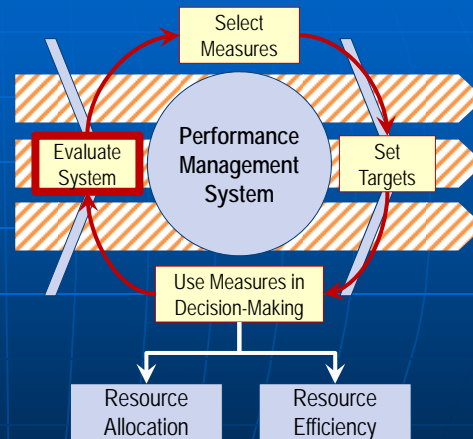 Select
Measures
Evaluate
System
Performance
Management
System
Set
Targets
Use Measures in
Decision-Making
Resource
Allocation
Resource
Efficiency